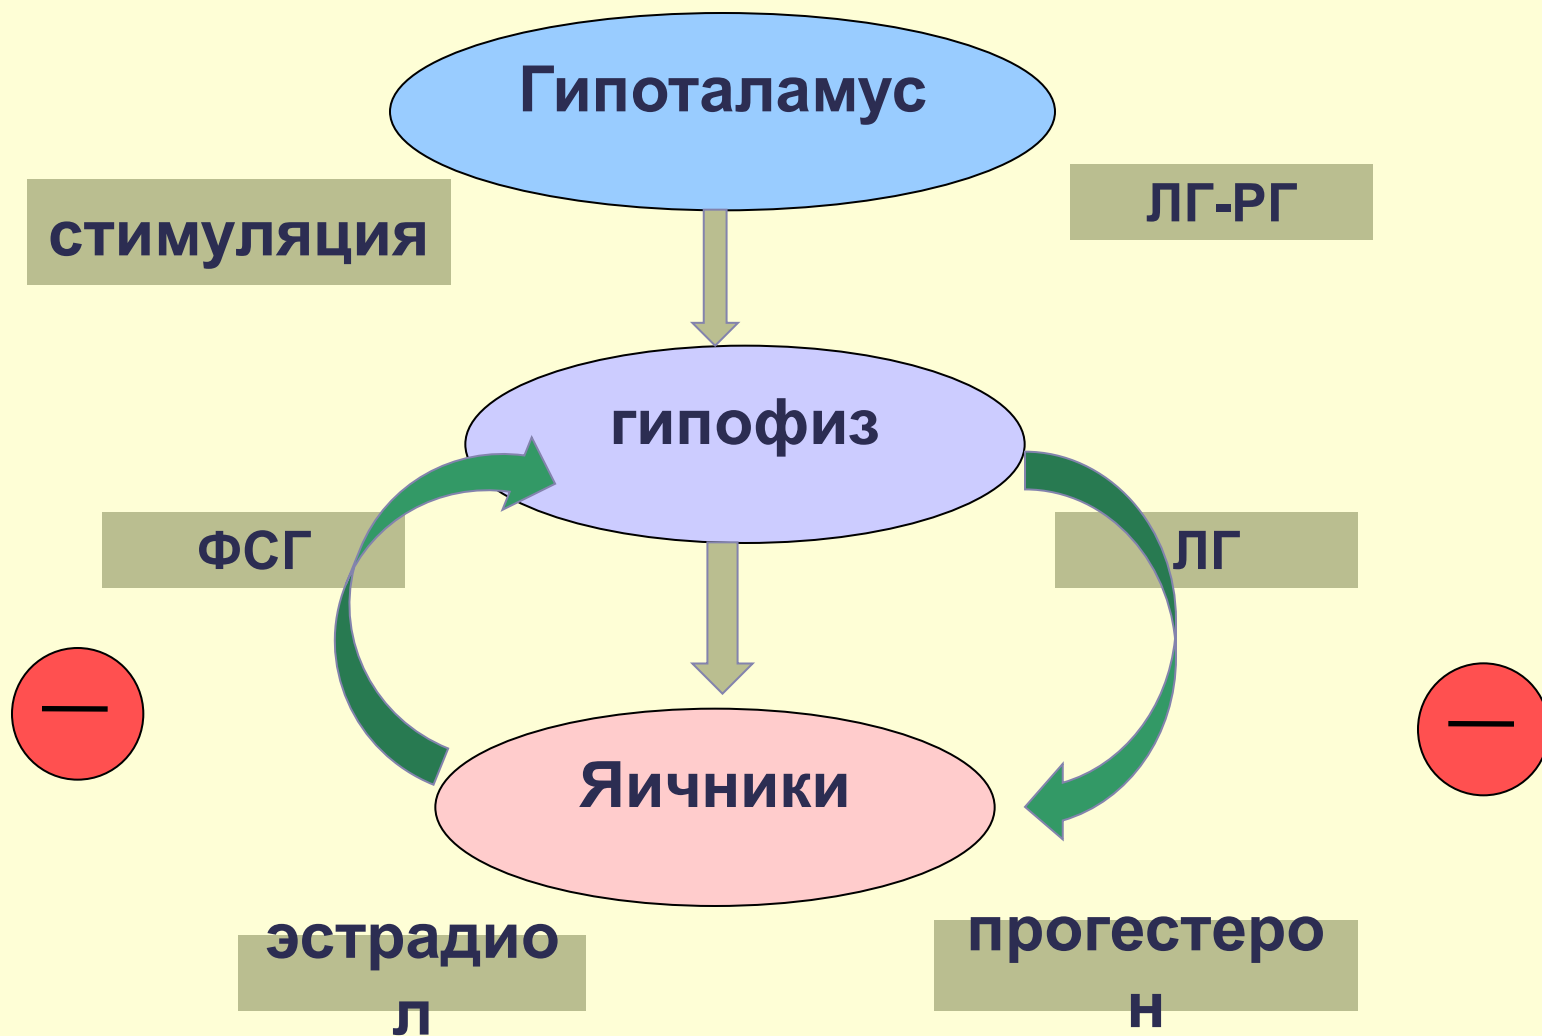 Гипоталамус
стимуляция
ЛГ-РГ
гипофиз
ФСГ
ЛГ
—
—
Яичники
эстрадио
л
прогестеро
н